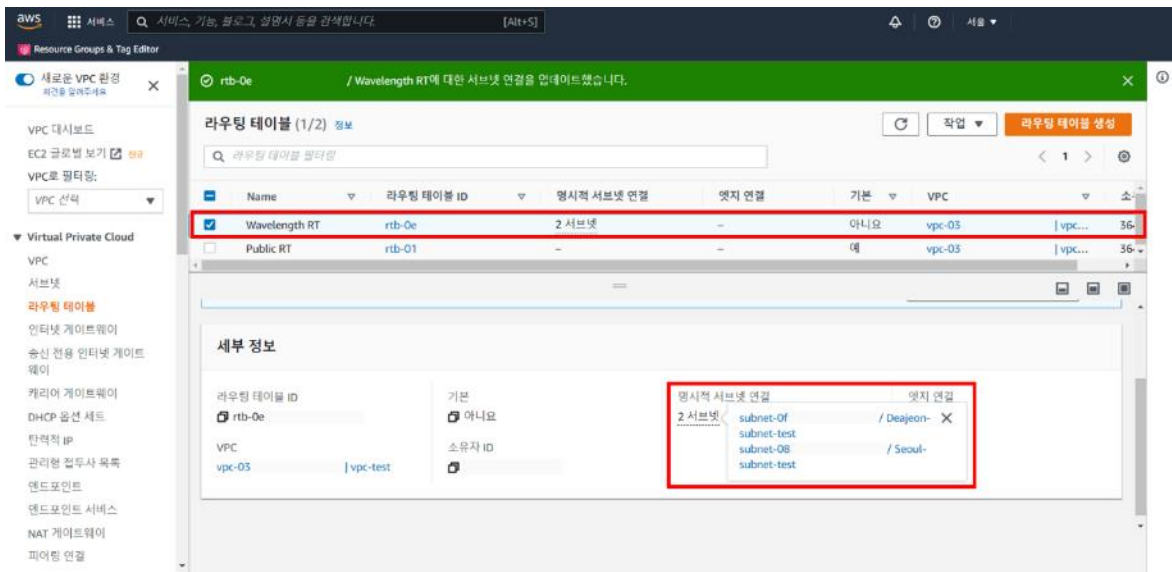 aws 서비스 서비스, 기능, 블로그, 설명서 등을 검색합니다. [Alt+S] 서울 ▼
Resource Groups & Tag Editor
새로운 VPC 환경
의견을 알려주세요
rtb-0e / Wavelength RT에 대한 서브넷 연결을 업데이트했습니다.
VPC 대시보드
EC2 글로벌 보기 신규
VPC로 필터링:
VPC 선택
Virtual Private Cloud
VPC
서브넷
라우팅 테이블
인터넷 게이트웨이
송신 전용 인터넷 게이트
웨이
캐리어 게이트웨이
DHCP 옵션 세트
탄력적 IP
관리형 접두사 목록
엔드포인트
엔드포인트 서비스
NAT 게이트웨이
피어링 연결
라우팅 테이블 (1/2) 정보
작업 ▼ 라우팅 테이블 생성
라우팅 테이블 필터링
1
Name 라우팅 테이블 ID 명시적 서브넷 연결 엣지 연결 기본 VPC
Wavelength RT rtb-0e 2 서브넷 – 아니요 vpc-03 | vpc... 36
Public RT rtb-01 – – 예 vpc-03 | vpc... 36
세부 정보
라우팅 테이블 ID 기본 명시적 서브넷 연결 엣지 연결
rtb-0e 아니요 2 서브넷 subnet-0f / Deajeon-
subnet-test
VPC 소유자 ID subnet-08 / Seoul-
vpc-03 | vpc-test subnet-test